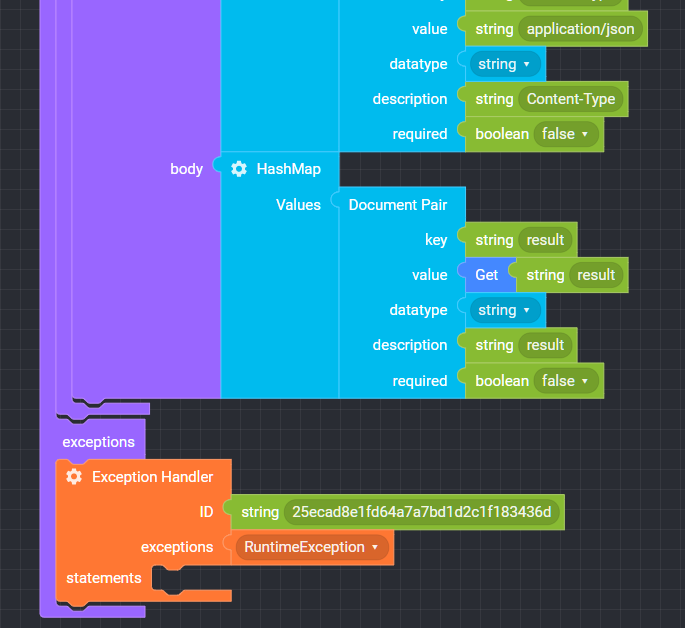 value string application/json
datatype string
description string Content-Type
required boolean false
body HashMap
Values Document Pair
key string result
value Get string result
datatype string
description string result
required boolean false
exceptions
Exception Handler
ID string 25ecad8e1fd64a7a7bd1d2c1f183436d
exceptions RuntimeException
statements